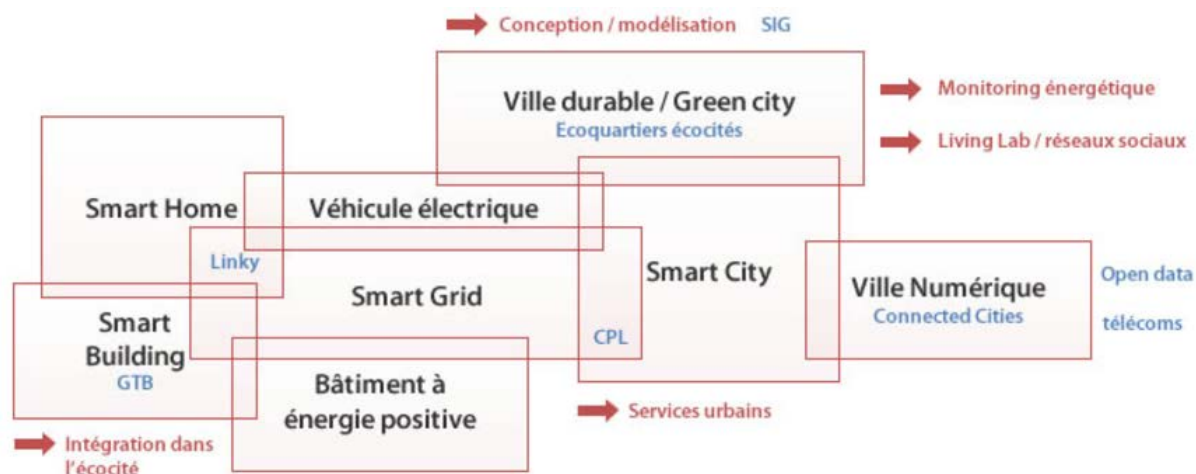 Conception / modélisation SIG
Ville durable / Green city
Ecoquartiers écocités
Monitoring énergétique
Living Lab / réseaux sociaux
Smart Home
Véhicule électrique
Linky
Smart Grid
Smart City
CPL
Ville Numérique
Connected Cities
Open data
télécoms
Smart
Building
GTB
Bâtiment à
énergie positive
Services urbains
Intégration dans
l'écocité